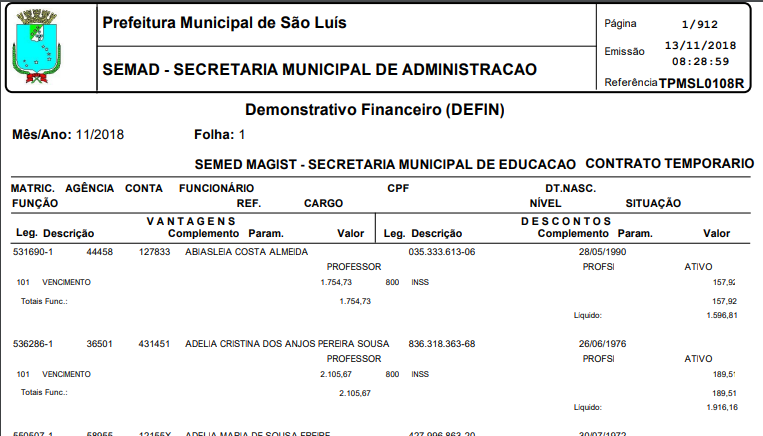 Prefeitura Municipal de São Luís
Página 1/912
Emissão 13/11/2018
08:28:59
SEMAD - SECRETARIA MUNICIPAL DE ADMINISTRACAO
Referência TPMSL0108R
Demonstrativo Financeiro (DEFIN)
Mês/Ano: 11/2018 Folha: 1
SEMED MAGIST - SECRETARIA MUNICIPAL DE EDUCACAO CONTRATO TEMPORARIO
MATRIC. AGÊNCIA CONTA FUNCIONÁRIO CPF DT.NASC.
FUNÇÃO REF. CARGO NÍVEL SITUAÇÃO
VANTAGENS DESCONTOS
Leg. Descrição Complemento Param. Valor Leg. Descrição Complemento Param. Valor
531690-1 44458 127833 ABIASLEIA COSTA ALMEIDA 035.333.613-06 28/05/1990
PROFESSOR PROFSI ATIVO
101 VENCIMENTO 1.754,73 800 INSS 157,92
Totais Func.: 1.754,73 157,92
Líquido: 1.596,81
536286-1 36501 431451 ADELIA CRISTINA DOS ANJOS PEREIRA SOUSA 836.318.363-68 26/06/1976
PROFESSOR PROFSI ATIVO
101 VENCIMENTO 2.105,67 800 INSS 189,51
Totais Func.: 2.105,67 189,51
Líquido: 1.916,16
550507-1 58955 12155X ADELIA MARIA DE SOUSA FREIRE 427.996.863-20 30/07/1972